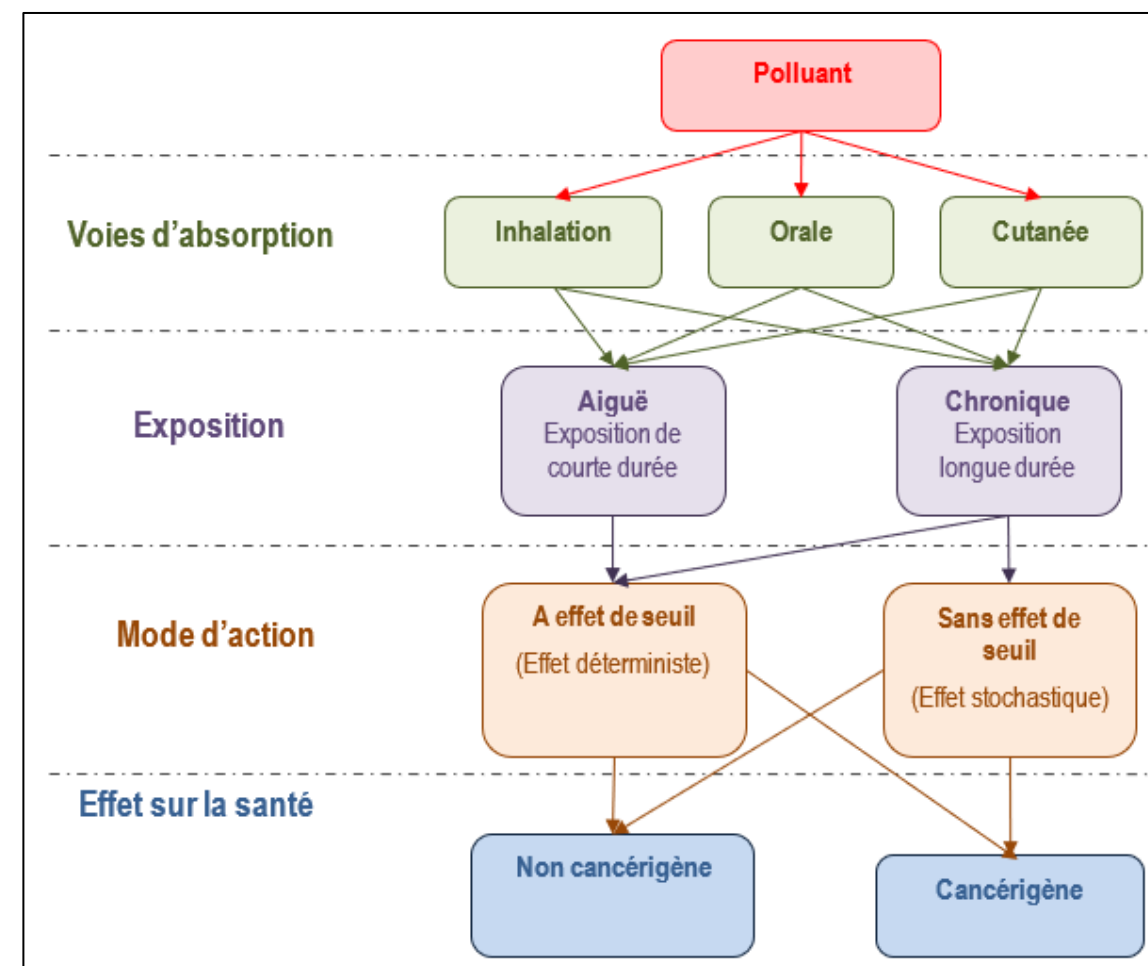 Polluant
Voies d'absorption
Inhalation
Orale
Cutanée
Exposition
Aiguë
Exposition de
courte durée
Chronique
Exposition
longue durée
Mode d'action
A effet de seuil
(Effet déterministe)
Sans effet de
seuil
(Effet stochastique)
Effet sur la santé
Non cancérigène
Cancérigène